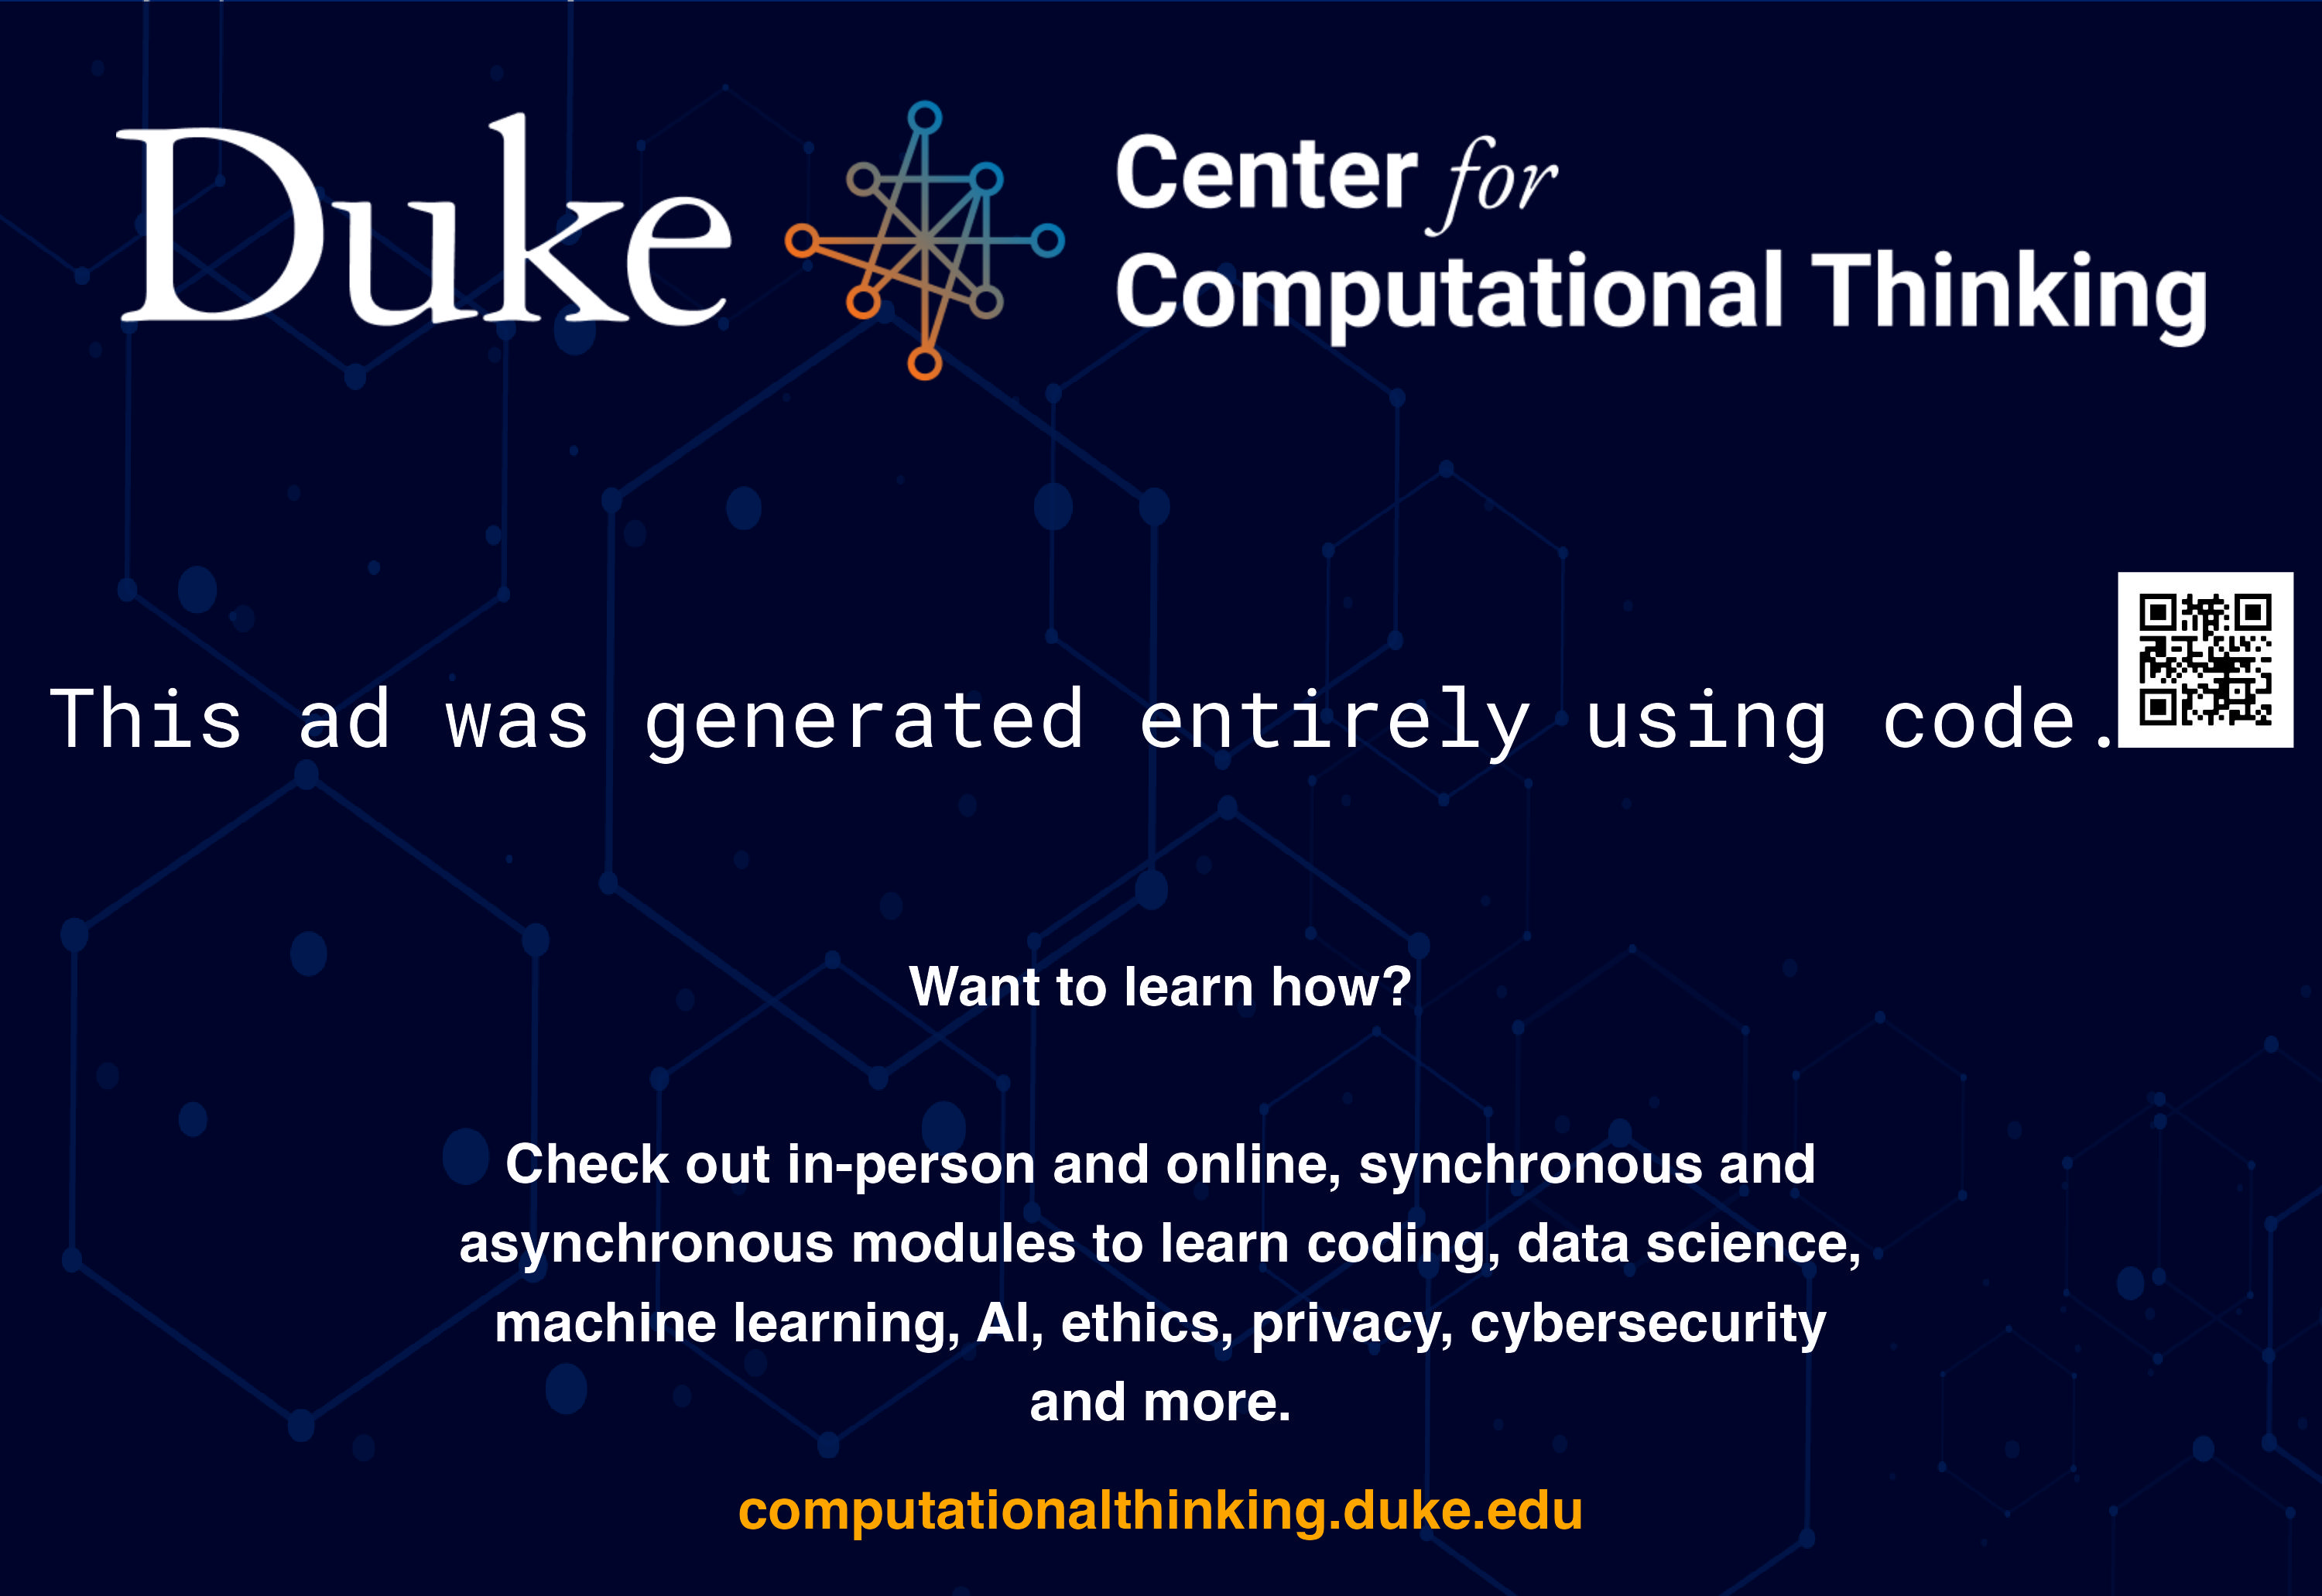 Duke
Center for
Computational Thinking
This ad was generated entirely using code.
Want to learn how?
Check out in-person and online, synchronous and
asynchronous modules to learn coding, data science,
machine learning, AI, ethics, privacy, cybersecurity
and more.
computationalthinking.duke.edu